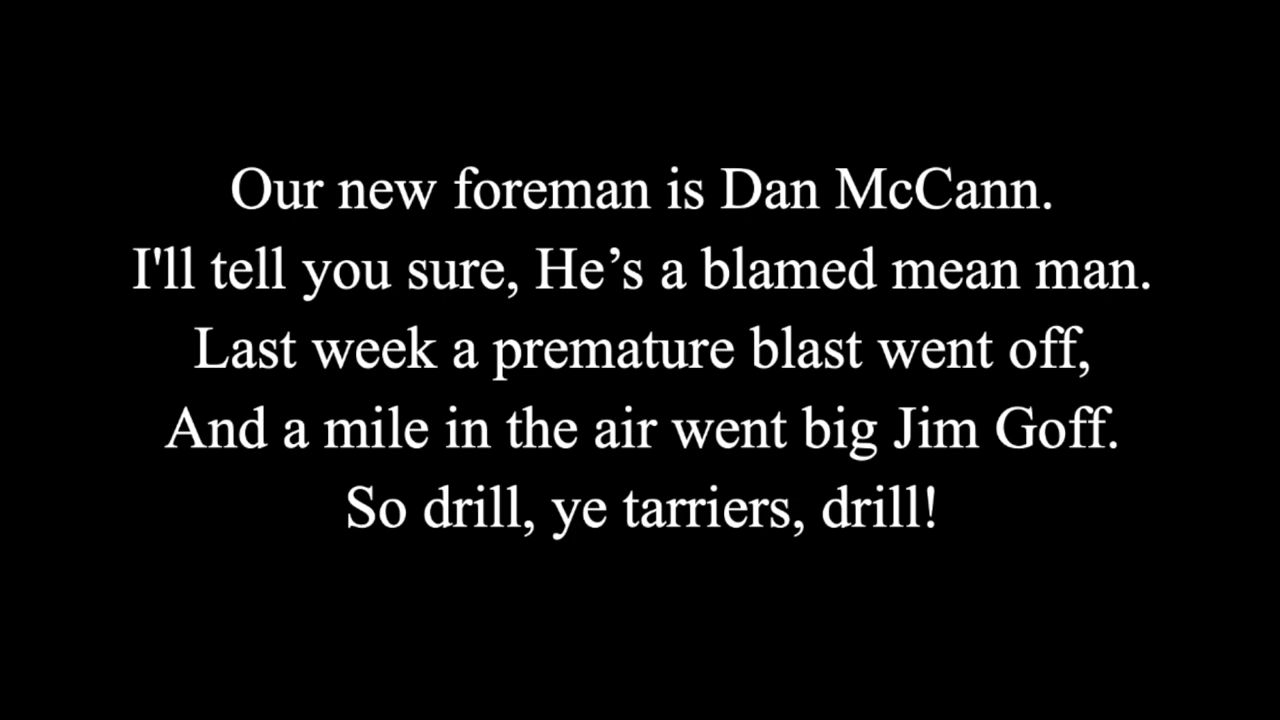 Our new foreman is Dan McCann.
I'll tell you sure, He’s a blamed mean man.
Last week a premature blast went off,
And a mile in the air went big Jim Goff.
So drill, ye tarriers, drill!